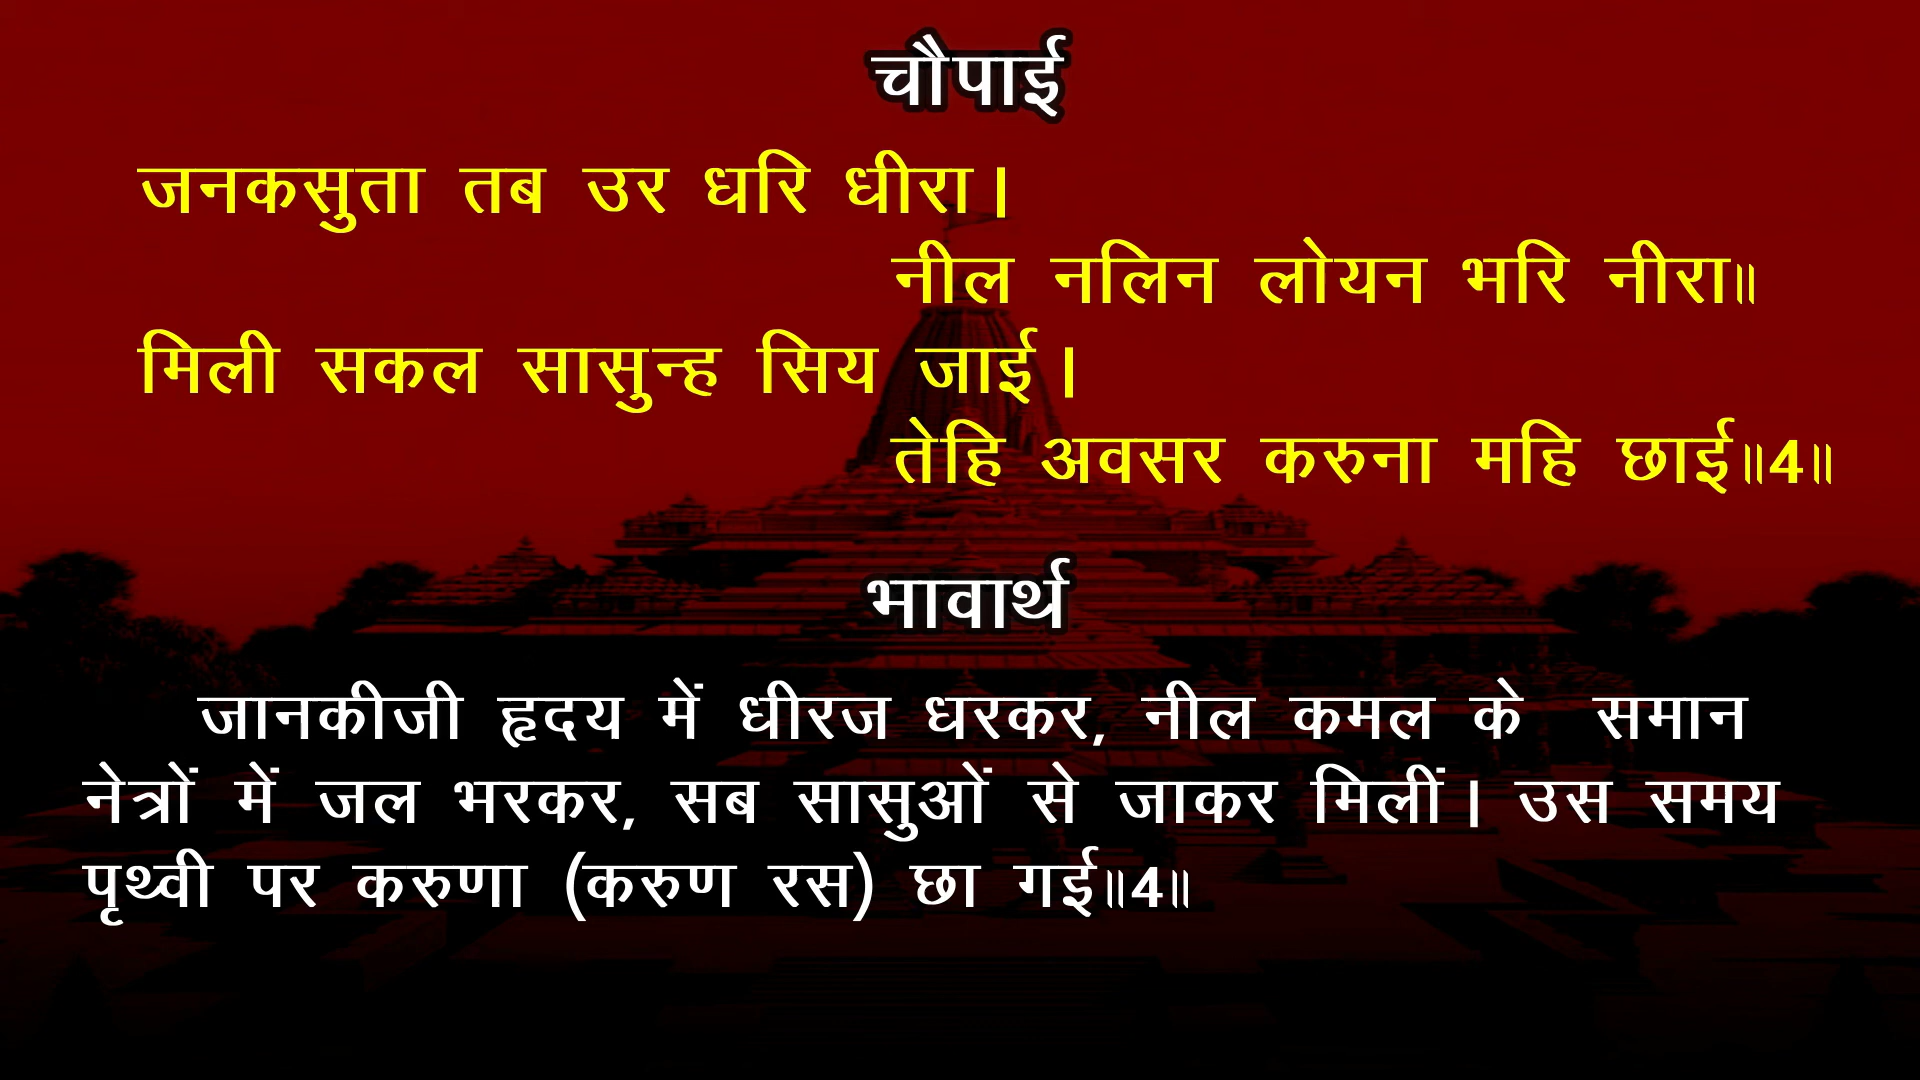 चौपाई
जनकसुता तब उर धरि धीरा।
नील नलिन लोयन भरि नीरा॥
मिली सकल सासुन्ह सिय जाई।
तेहि अवसर करुना महि छाई॥4॥
भावार्थ
जानकीजी हृदय में धीरज धरकर, नील कमल के समान
नेत्रों में जल भरकर, सब सासुओं से जाकर मिलीं। उस समय
पृथ्वी पर करुणा (करुण रस) छा गई॥4॥